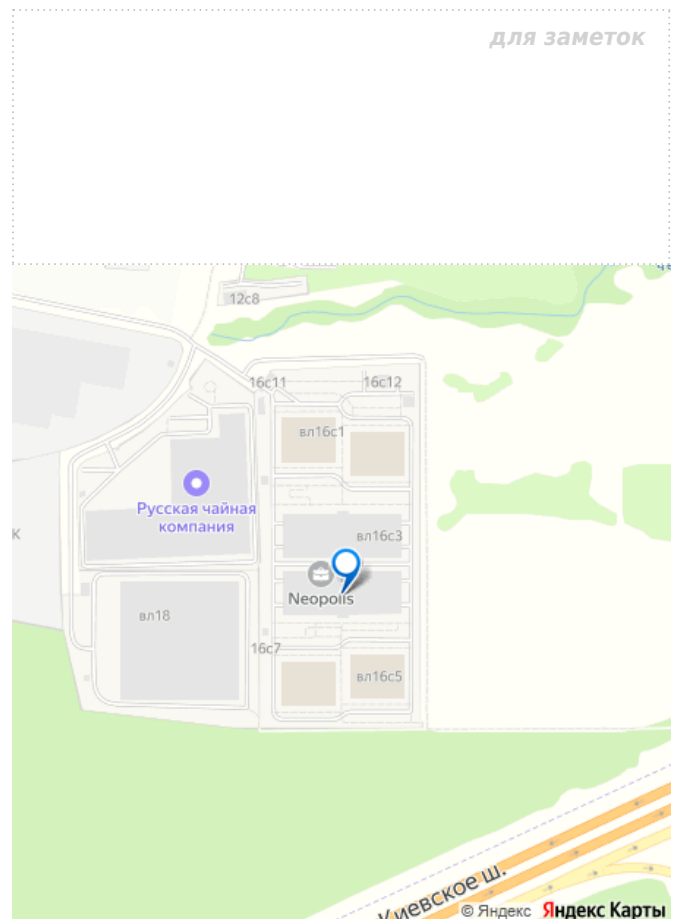 для заметок
12с8
16с11
16с12
вл16с1
Русская чайная
компания
к
вл16с3
Neopolis
вл18
16с7
вл16с5
Киевское ш.
© Яндекс Яндекс Карты